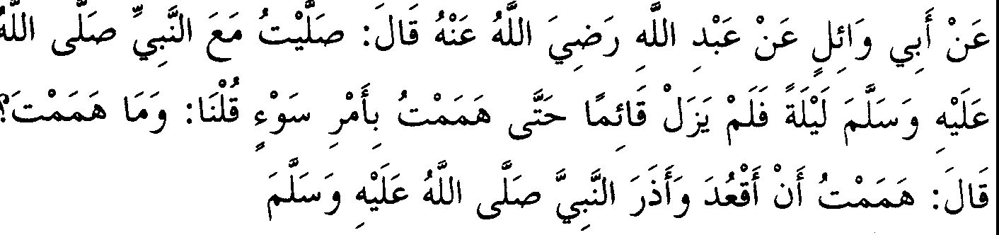 عَنْ أَبِي وَائِلٍ عَنْ عَبْدِ اللَّهِ رَضِيَ اللَّهُ عَنْهُ قَالَ: صَلَّيْتُ مَعَ النَّبِيِّ صَلَّى اللَّهُ
عَلَيْهِ وَسَلَّمَ لَيْلَةً فَلَمْ يَزَلْ قَائِمًا حَتَّى هَمَمْتُ بِأَمْرِ سَوْءٍ قُلْنَا: وَمَا هَمَمْتَ؟
قَالَ: هَمَمْتُ أَنْ أَقْعُدَ وَأَذَرَ النَّبِيَّ صَلَّى اللَّهُ عَلَيْهِ وَسَلَّمَ